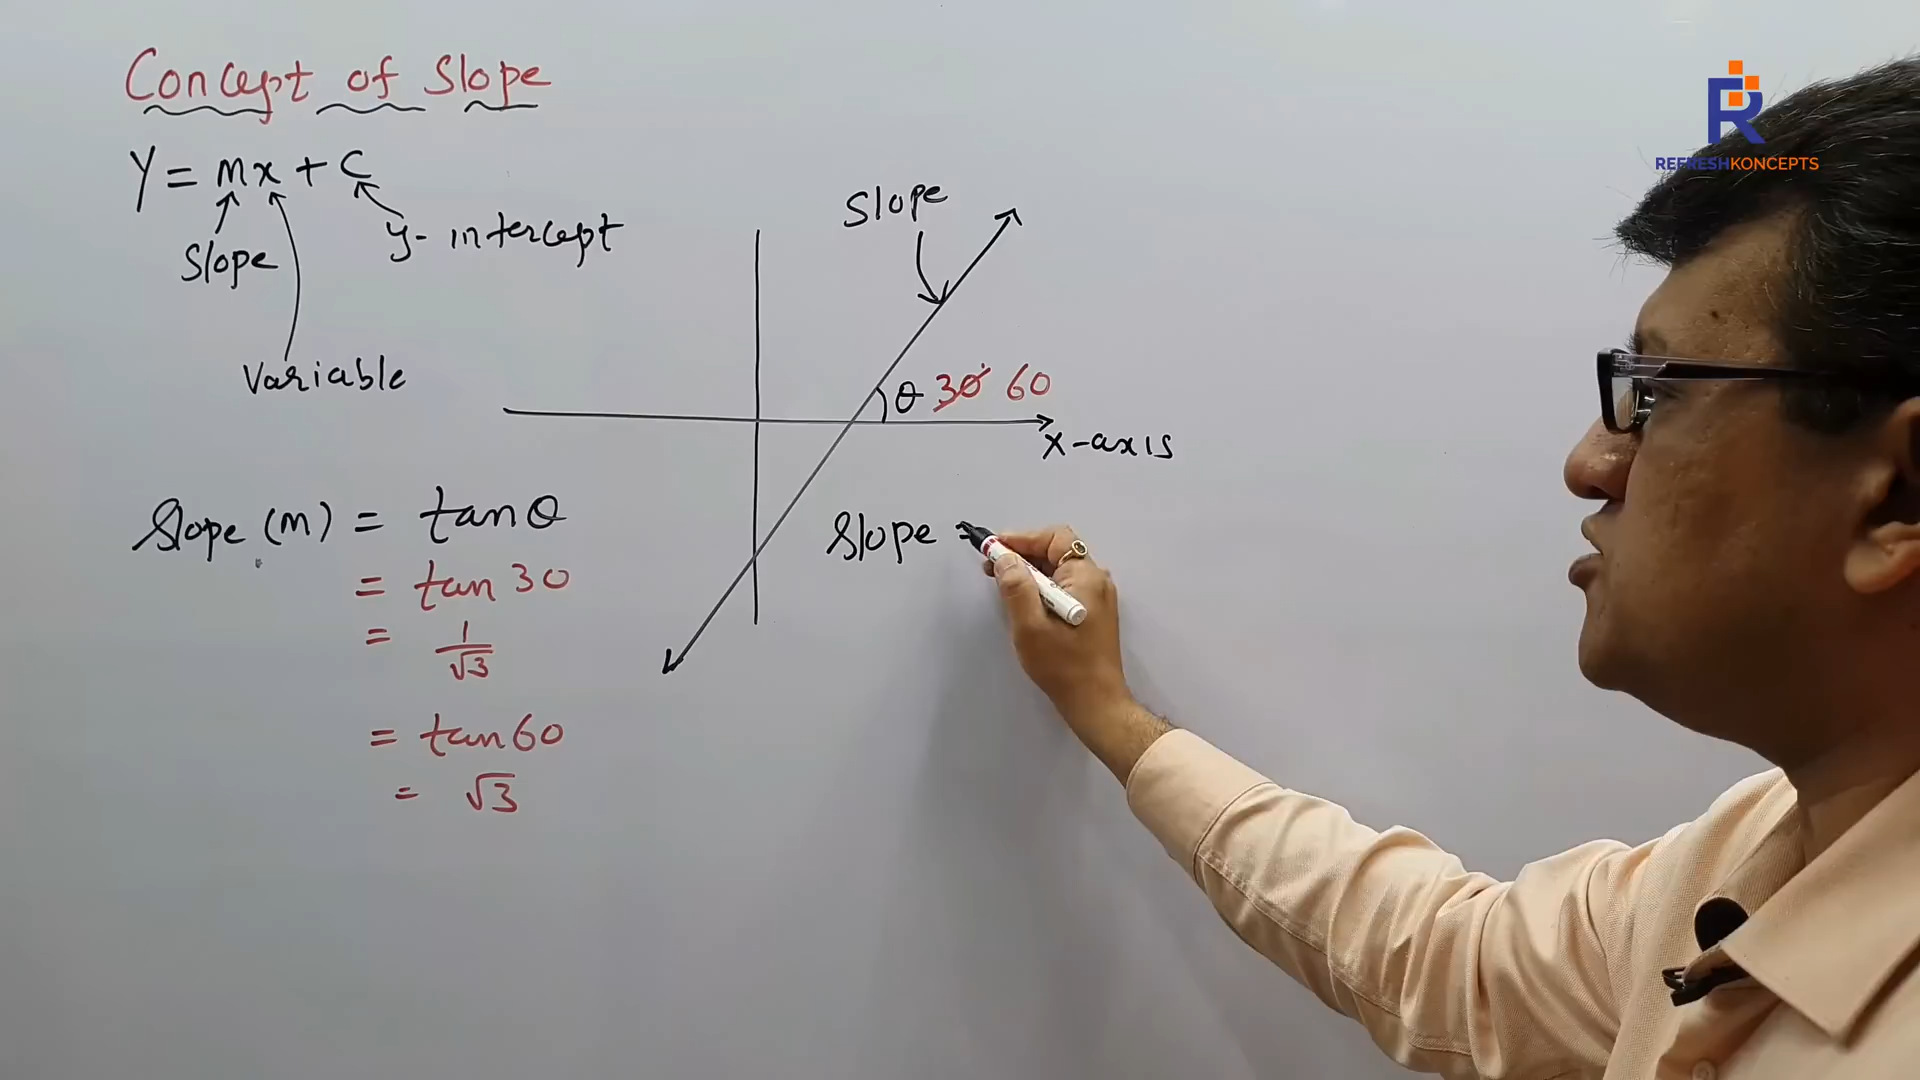 Concept of Slope
Y = mx + C
Slope
y-intercept
Variable
Slope
θ 30° 60
X-axis
Slope (m) = tanθ
= tan 30
= 1/√3
= tan 60
= √3
Slope =
REFRESHKONCEPTS